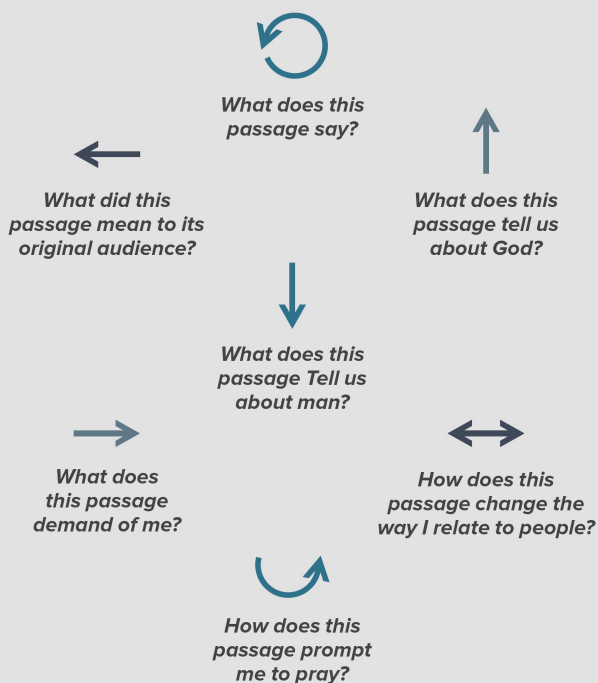 What does this
passage say?
What did this
passage mean to its
original audience?
What does this
passage tell us
about God?
What does this
passage Tell us
about man?
What does
this passage
demand of me?
How does this
passage change the
way I relate to people?
How does this
passage prompt
me to pray?